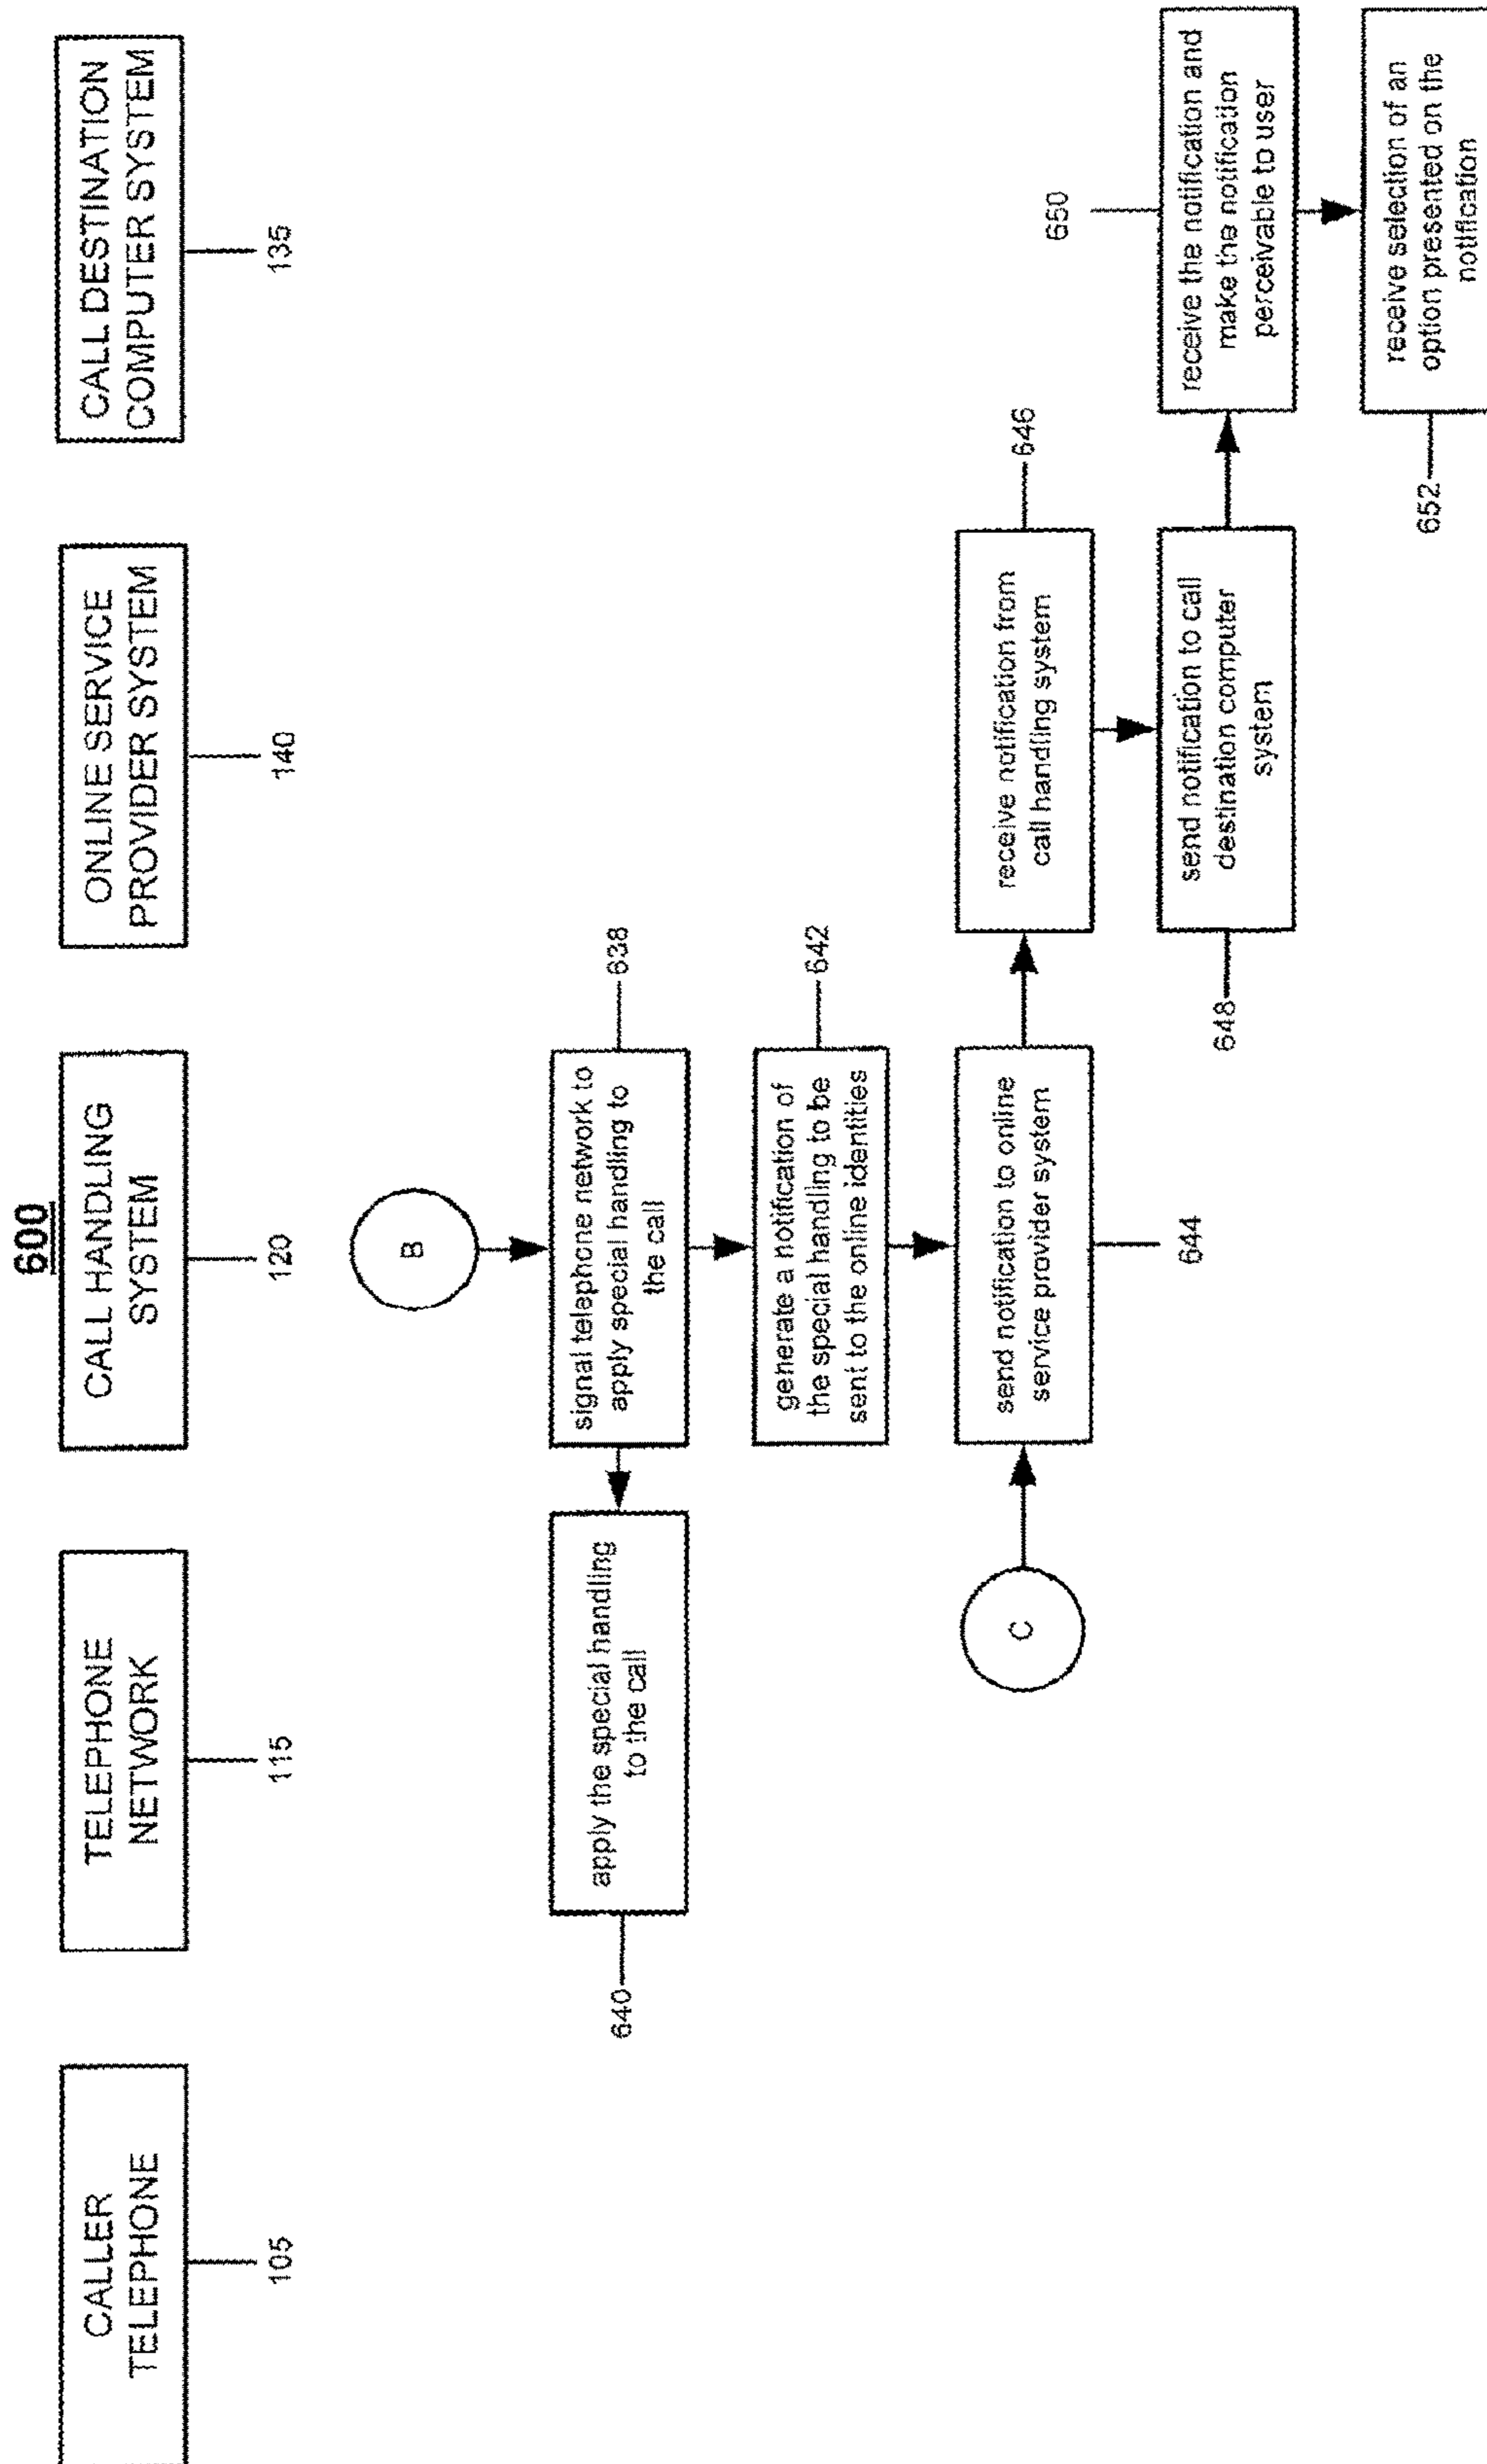 600
CALLER
TELEPHONE
105
TELEPHONE
NETWORK
115
CALL HANDLING
SYSTEM
120
ONLINE SERVICE
PROVIDER SYSTEM
140
CALL DESTINATION
COMPUTER SYSTEM
135
B
apply the special handling
to the call
640
signal telephone network to
apply special handling to
the call
638
generate a notification of
the special handling to be
sent to the online identities
642
C
send notification to online
service provider system
644
receive notification from
call handling system
646
send notification to call
destination computer
system
648
receive the notification and
make the notification
perceivable to user
650
receive selection of an
option presented on the
notification
652